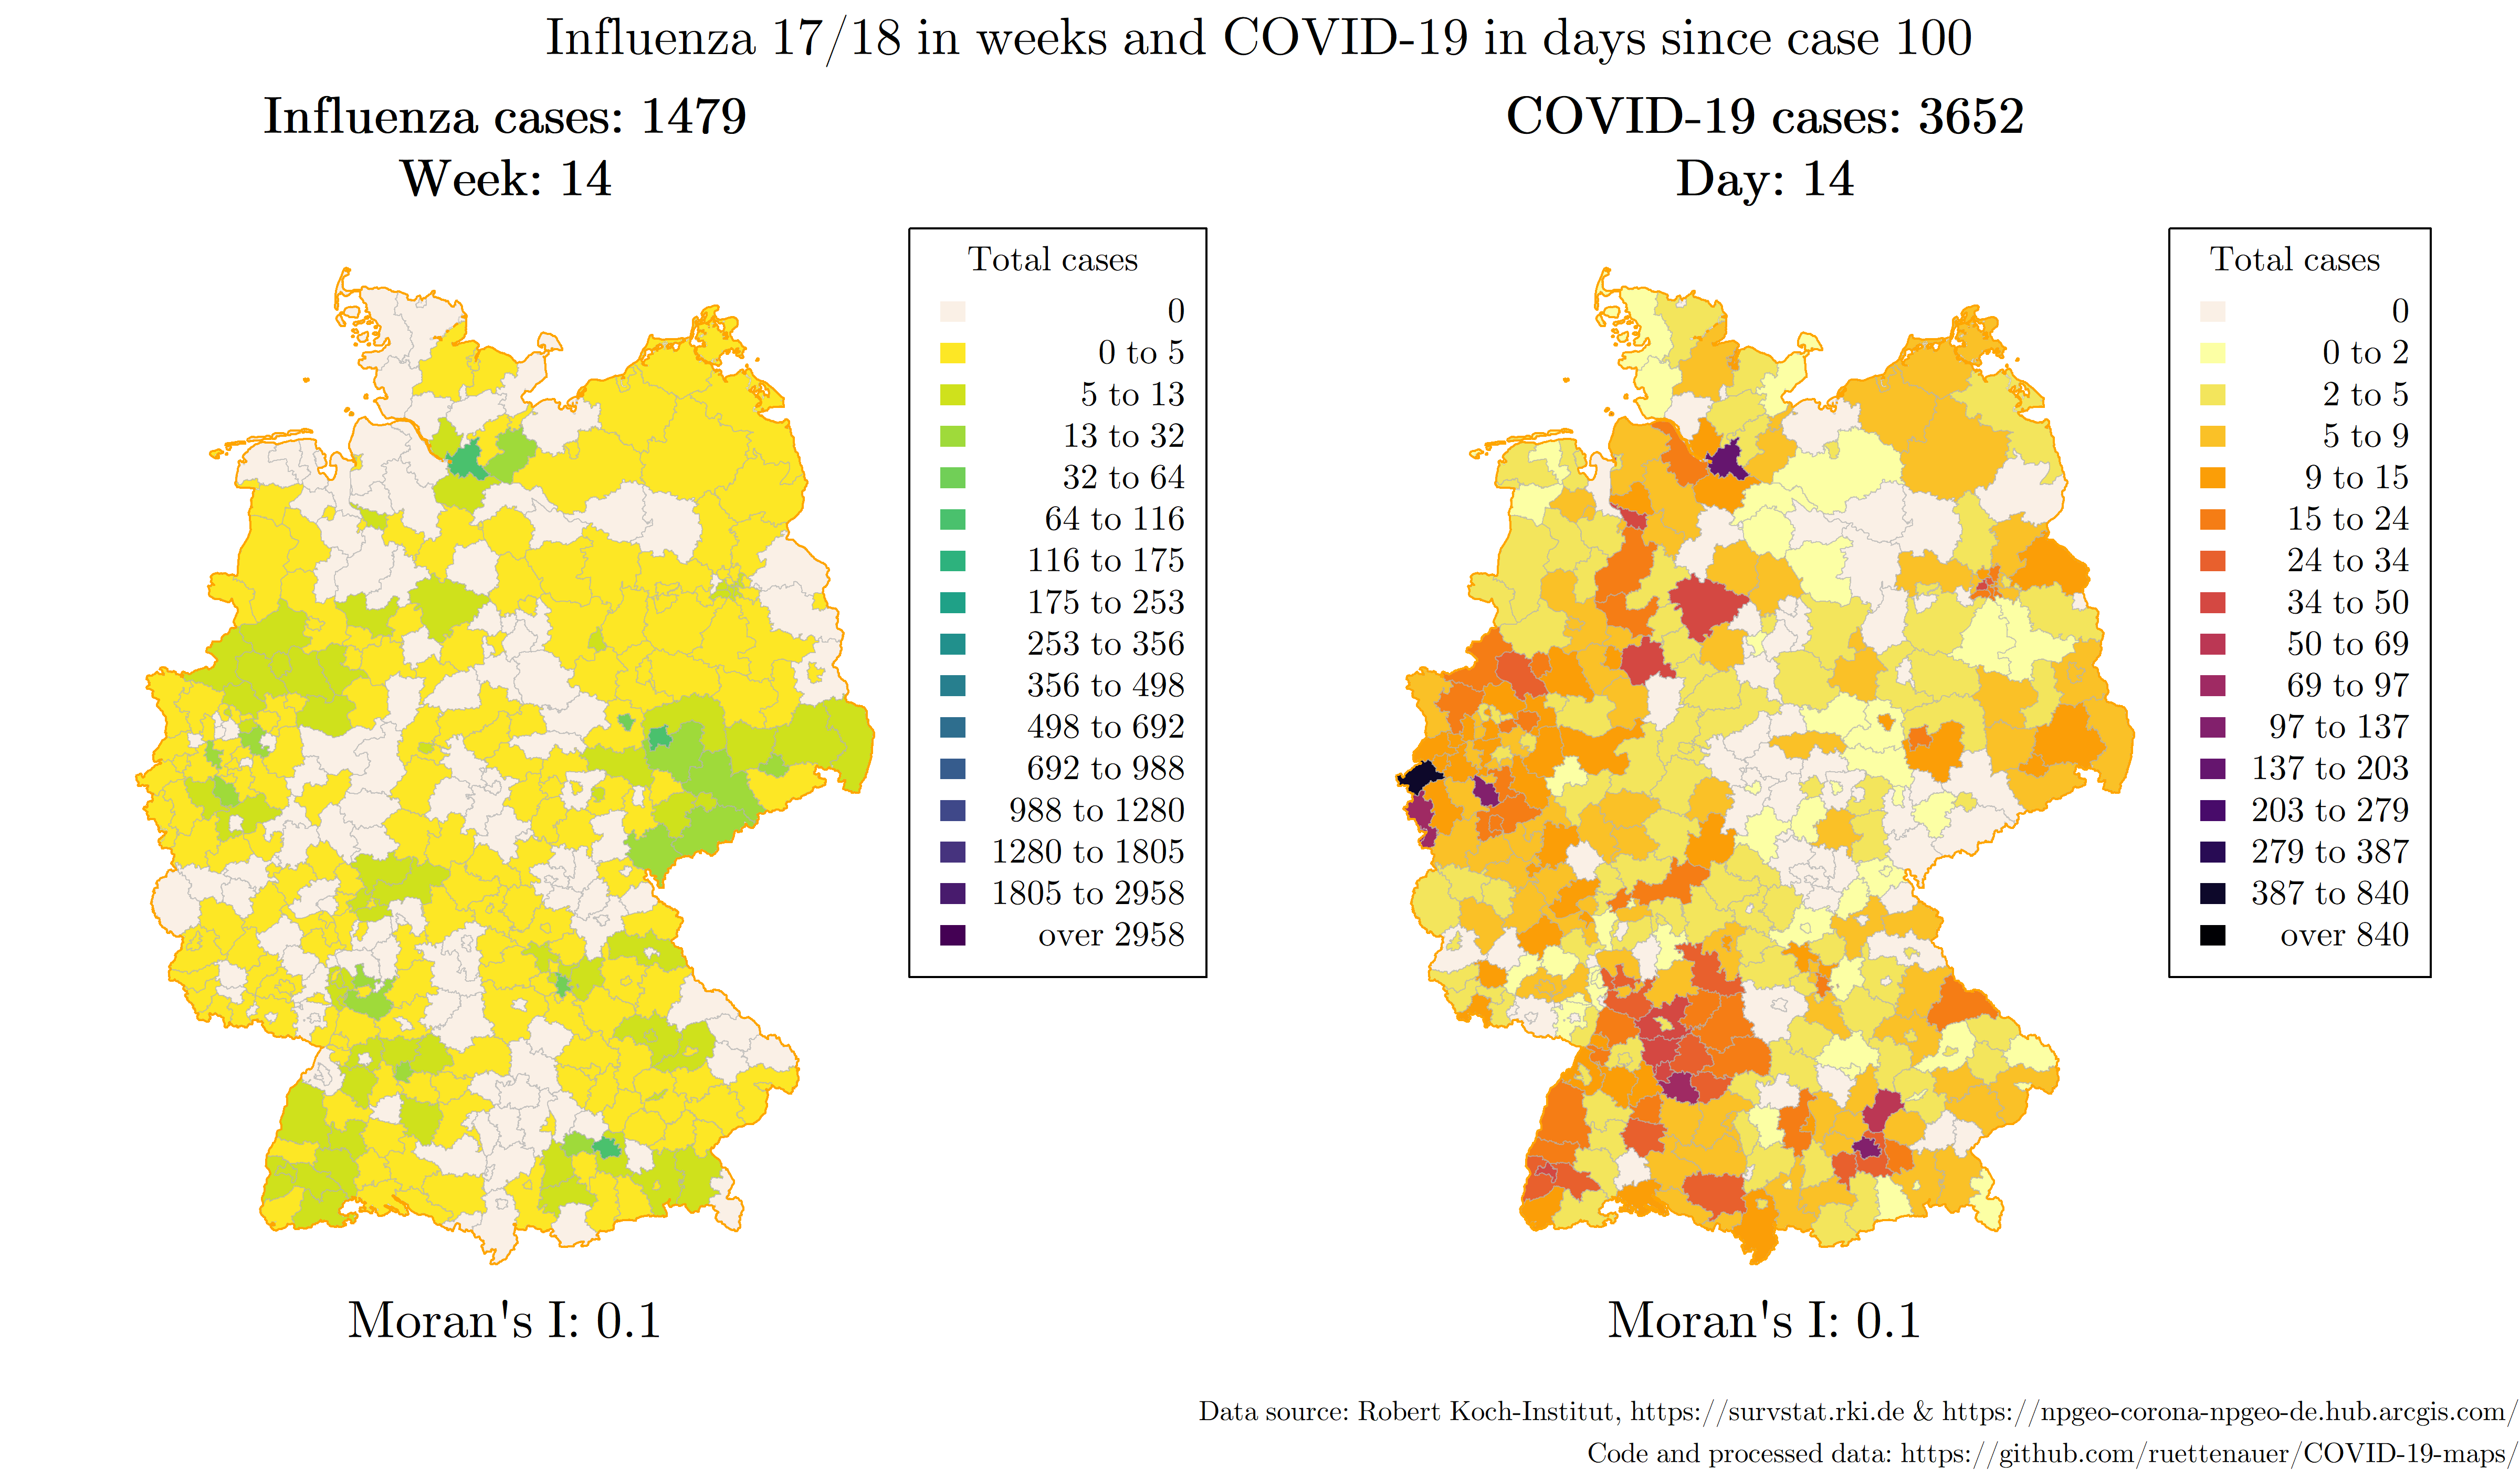 Influenza 17/18 in weeks and COVID-19 in days since case 100
Influenza cases: 1479
Week: 14
Total cases
0
0 to 5
5 to 13
13 to 32
32 to 64
64 to 116
116 to 175
175 to 253
253 to 356
356 to 498
498 to 692
692 to 988
988 to 1280
1280 to 1805
1805 to 2958
over 2958
Moran's I: 0.1
COVID-19 cases: 3652
Day: 14
Total cases
0
0 to 2
2 to 5
5 to 9
9 to 15
15 to 24
24 to 34
34 to 50
50 to 69
69 to 97
97 to 137
137 to 203
203 to 279
279 to 387
387 to 840
over 840
Moran's I: 0.1
Data source: Robert Koch-Institut, https://survstat.rki.de & https://npgeo-corona-npgeo-de.hub.arcgis.com/
Code and processed data: https://github.com/ruettenauer/COVID-19-maps/